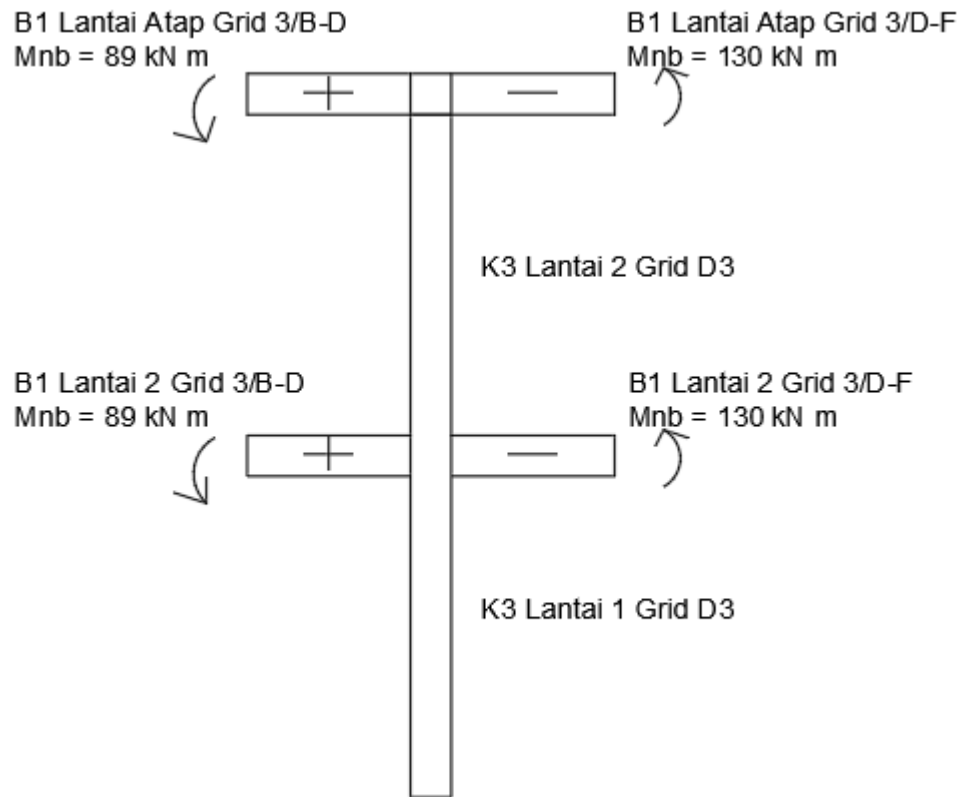 B1 Lantai Atap Grid 3/B-D
Mnb = 89 kN m
B1 Lantai Atap Grid 3/D-F
Mnb = 130 kN m
K3 Lantai 2 Grid D3
B1 Lantai 2 Grid 3/B-D
Mnb = 89 kN m
B1 Lantai 2 Grid 3/D-F
Mnb = 130 kN m
K3 Lantai 1 Grid D3